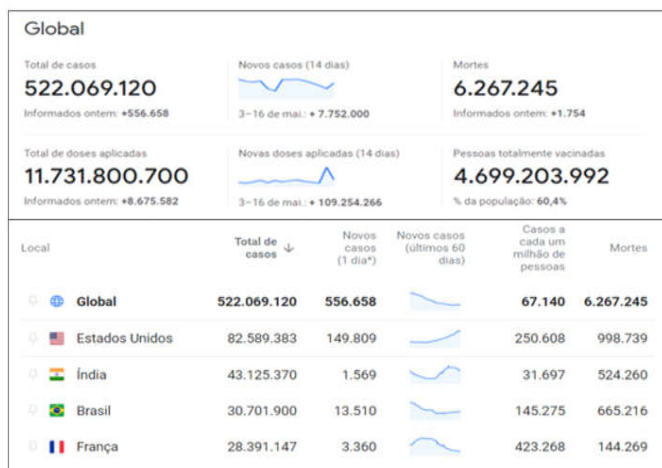 Global
Total de casos
522.069.120
Informados ontem: +556.658
Novos casos (14 dias)
3–16 de mai.: + 7.752.000
Mortes
6.267.245
Informados ontem: +1.754
Total de doses aplicadas
11.731.800.700
Informados ontem: +8.675.582
Novas doses aplicadas (14 dias)
3–16 de mai.: + 109.254.266
Pessoas totalmente vacinadas
4.699.203.992
% da população: 60,4%
Local
Total de
casos ↓
Novos
casos
(1 dia*)
Novos casos
(últimos 60
dias)
Casos a
cada um
milhão de
pessoas
Mortes
Global 522.069.120 556.658 67.140 6.267.245
Estados Unidos 82.589.383 149.809 250.608 998.739
Índia 43.125.370 1.569 31.697 524.260
Brasil 30.701.900 13.510 145.275 665.216
França 28.391.147 3.360 423.268 144.269